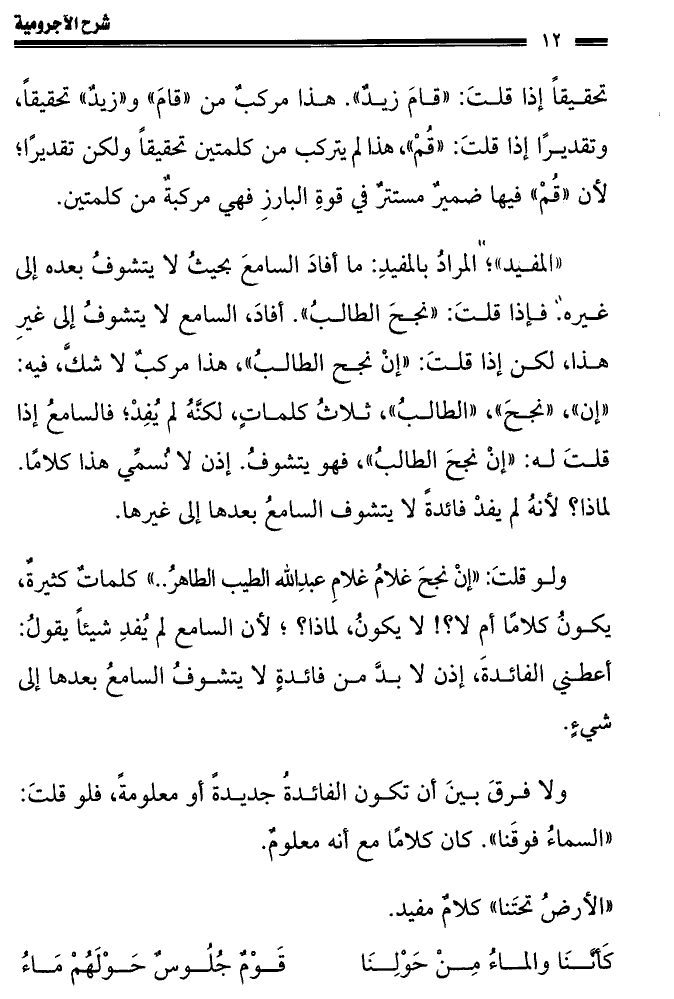 شرح الآجرومية
١٢
تحقيقاً إذا قلتَ: «قامَ زيدٌ». هذا مركبٌ من «قامَ» و«زيدٌ» تحقيقاً،
وتقديرًا إذا قلتَ: «قُمْ»، هذا لم يتركب من كلمتين تحقيقاً ولكن تقديرًا؛
لأن «قُمْ» فيها ضميرٌ مستترٌ في قوةِ البارزِ فهي مركبةٌ من كلمتين.
«المفيد»؛ المرادُ بالمفيدِ: ما أفادَ السامعَ بحيثُ لا يتشوفُ بعده إلى
غيره. فإذا قلتَ: «نجحَ الطالبُ». أفادَ، السامع لا يتشوفُ إلى غيرِ
هذا، لكن إذا قلتَ: «إنْ نجح الطالبُ»، هذا مركبٌ لا شكَّ، فيه:
«إن»، «نجحَ»، «الطالبُ»، ثلاثُ كلماتٍ، لكنَّهُ لم يُفِدْ؛ فالسامعُ إذا
قلتَ له: «إنْ نجحَ الطالبُ»، فهو يتشوفُ. إذن لا نُسمِّي هذا كلامًا.
لماذا؟ لأنهُ لم يفدْ فائدةً لا يتشوف السامعُ بعدها إلى غيرها.
ولو قلتَ: «إنْ نجحَ غلامُ غلامِ عبدِالله الطيب الطاهرُ..» كلماتٌ كثيرةٌ،
يكونُ كلامًا أم لا؟! لا يكونُ، لماذا؟ ؛ لأن السامع لم يُفدِ شيئاً يقولُ:
أعطني الفائدةَ، إذن لا بدَّ من فائدةٍ لا يتشوفُ السامعُ بعدها إلى
شيءٍ.
ولا فرقَ بينَ أن تكون الفائدةُ جديدةً أو معلومةً، فلو قلتَ:
«السماءُ فوقَنا». كان كلامًا مع أنه معلومٌ.
«الأرضُ تحتَنا» كلامٌ مفيد.
كَأنَّنَا والماءُ مِنْ حَوْلِنَا قَوْمٌ جُلُوسٌ حَوْلَهُمْ مَاءُ